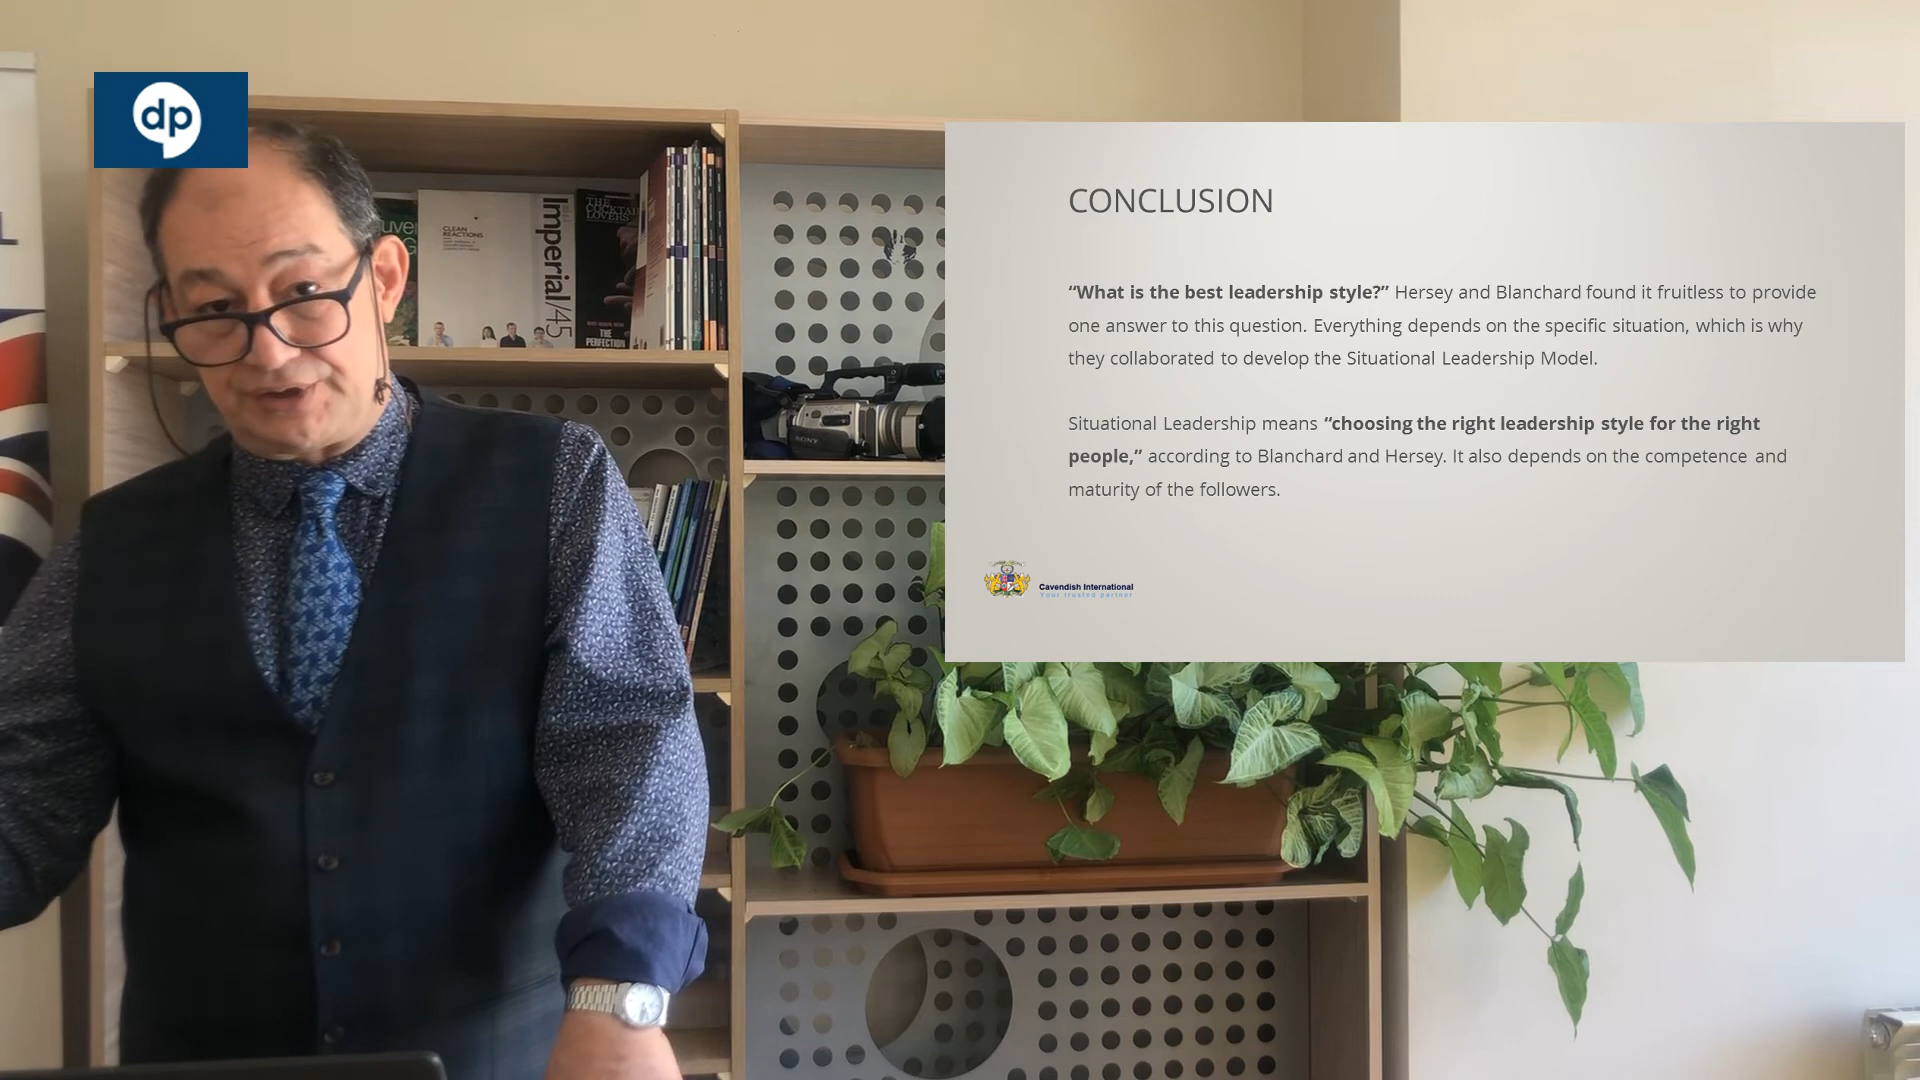 dp
CLEAN
REACTIONS
Imperial/45
THE
COCKTAIL
LOVERS
THE
PERFECTION
SONY
CONCLUSION
“What is the best leadership style?” Hersey and Blanchard found it fruitless to provide
one answer to this question. Everything depends on the specific situation, which is why
they collaborated to develop the Situational Leadership Model.
Situational Leadership means “choosing the right leadership style for the right
people,” according to Blanchard and Hersey. It also depends on the competence and
maturity of the followers.
Cavendish International
Your trusted partner